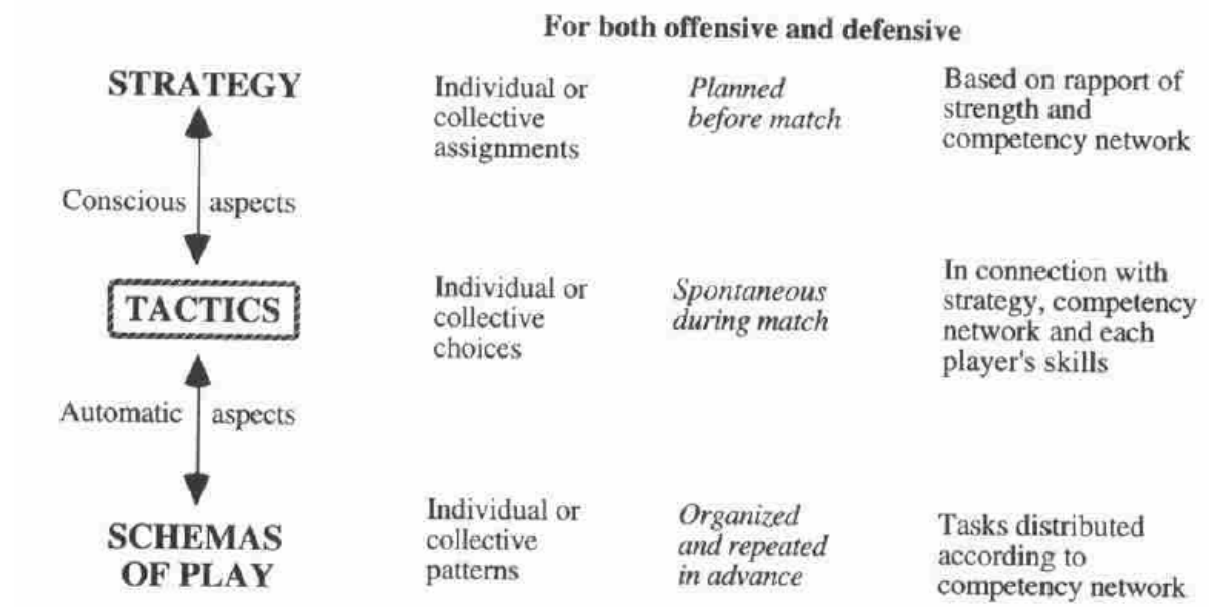 For both offensive and defensive
STRATEGY
Individual or
collective
assignments
Planned
before match
Based on rapport of
strength and
competency network
Conscious aspects
TACTICS
Individual or
collective
choices
Spontaneous
during match
In connection with
strategy, competency
network and each
player's skills
Automatic aspects
SCHEMAS
OF PLAY
Individual or
collective
patterns
Organized
and repeated
in advance
Tasks distributed
according to
competency network